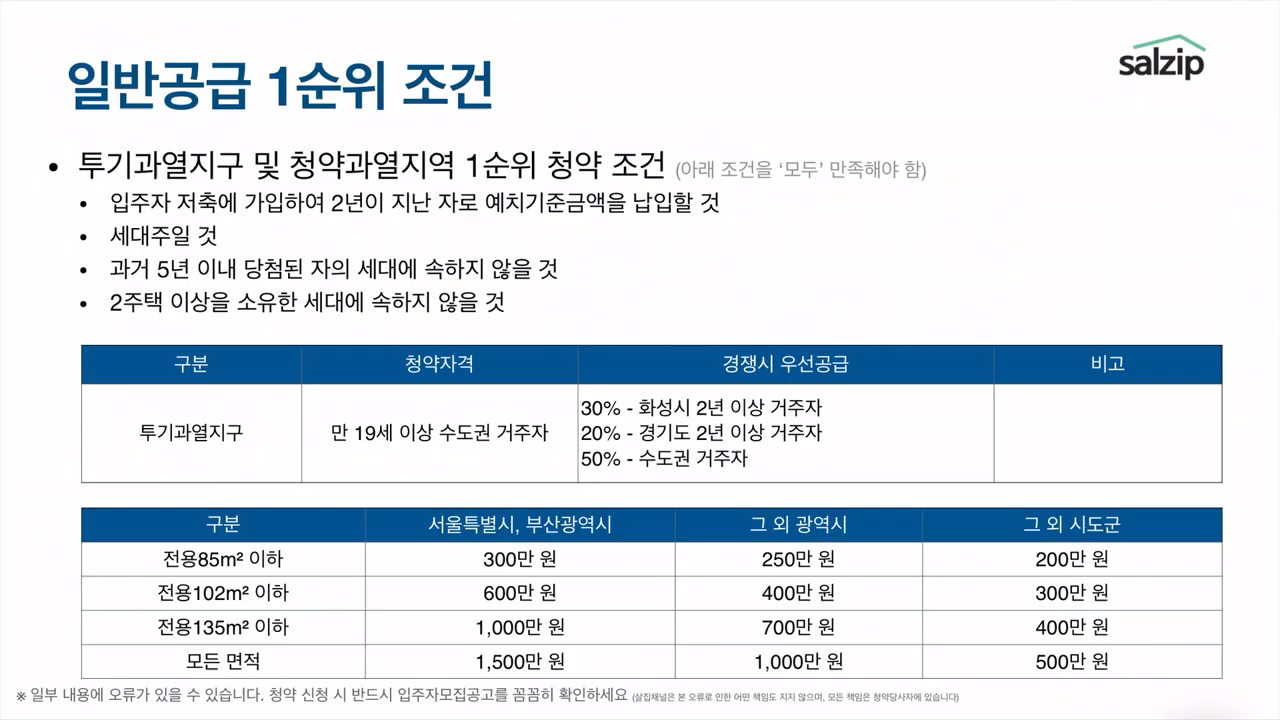 salzip
일반공급 1순위 조건
• 투기과열지구 및 청약과열지역 1순위 청약 조건 (아래 조건을 ‘모두’ 만족해야 함)
• 입주자 저축에 가입하여 2년이 지난 자로 예치기준금액을 납입할 것
• 세대주일 것
• 과거 5년 이내 당첨된 자의 세대에 속하지 않을 것
• 2주택 이상을 소유한 세대에 속하지 않을 것
구분 청약자격 경쟁시 우선공급 비고
투기과열지구 만 19세 이상 수도권 거주자
30% - 화성시 2년 이상 거주자
20% - 경기도 2년 이상 거주자
50% - 수도권 거주자
구분 서울특별시, 부산광역시 그 외 광역시 그 외 시도군
전용85m² 이하 300만 원 250만 원 200만 원
전용102m² 이하 600만 원 400만 원 300만 원
전용135m² 이하 1,000만 원 700만 원 400만 원
모든 면적 1,500만 원 1,000만 원 500만 원
※ 일부 내용에 오류가 있을 수 있습니다. 청약 신청 시 반드시 입주자모집공고를 꼼꼼히 확인하세요 (살집채널은 본 오류로 인한 어떤 책임도 지지 않으며, 모든 책임은 청약당사자에 있습니다)